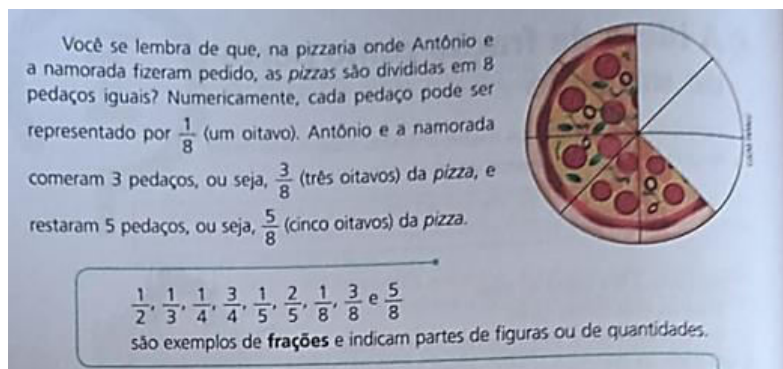 Você se lembra de que, na pizzaria onde Antônio e
a namorada fizeram pedido, as pizzas são divididas em 8
pedaços iguais? Numericamente, cada pedaço pode ser
representado por 1/8 (um oitavo). Antônio e a namorada
comeram 3 pedaços, ou seja, 3/8 (três oitavos) da pizza, e
restaram 5 pedaços, ou seja, 5/8 (cinco oitavos) da pizza.
1/2, 1/3, 1/4, 3/4, 1/5, 2/5, 1/8, 3/8 e 5/8
são exemplos de frações e indicam partes de figuras ou de quantidades.